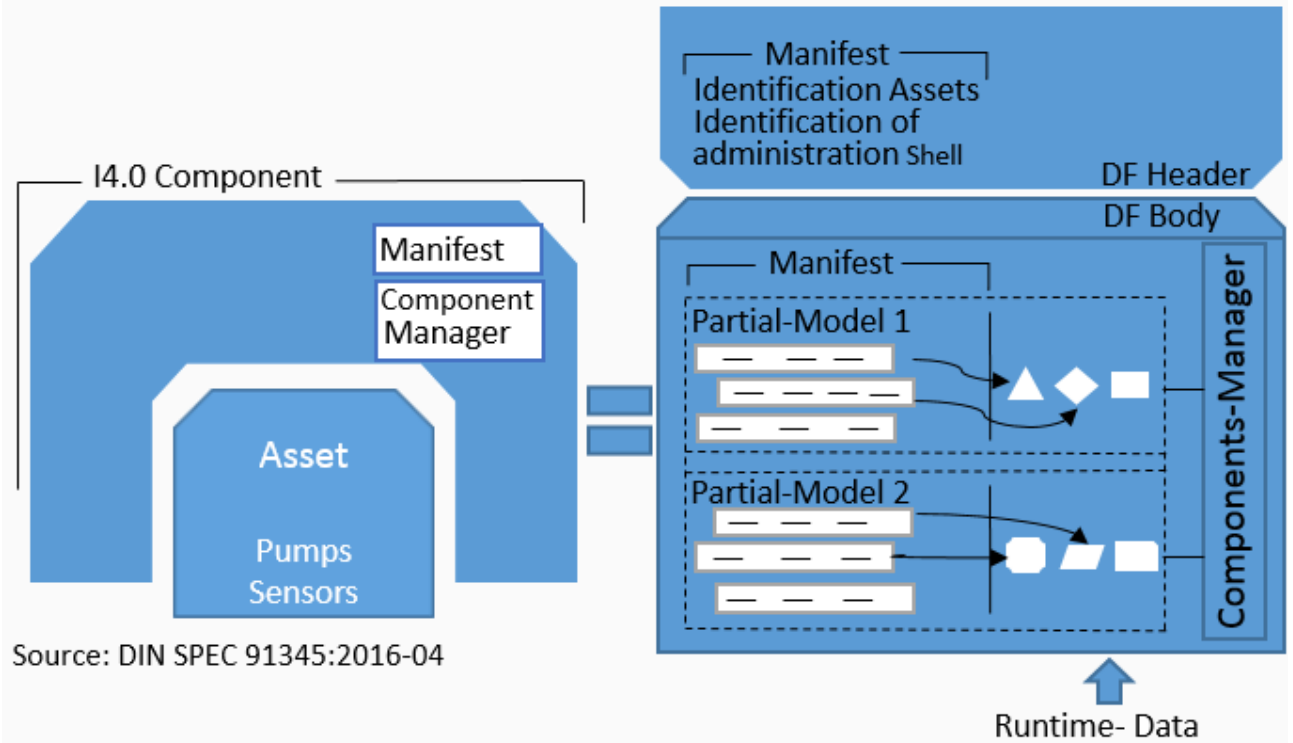 I4.0 Component
Manifest
Component
Manager
Asset
Pumps
Sensors
Source: DIN SPEC 91345:2016-04
Manifest
Identification Assets
Identification of
administration Shell
DF Header
DF Body
Manifest
Partial-Model 1
Partial-Model 2
Components-Manager
Runtime- Data